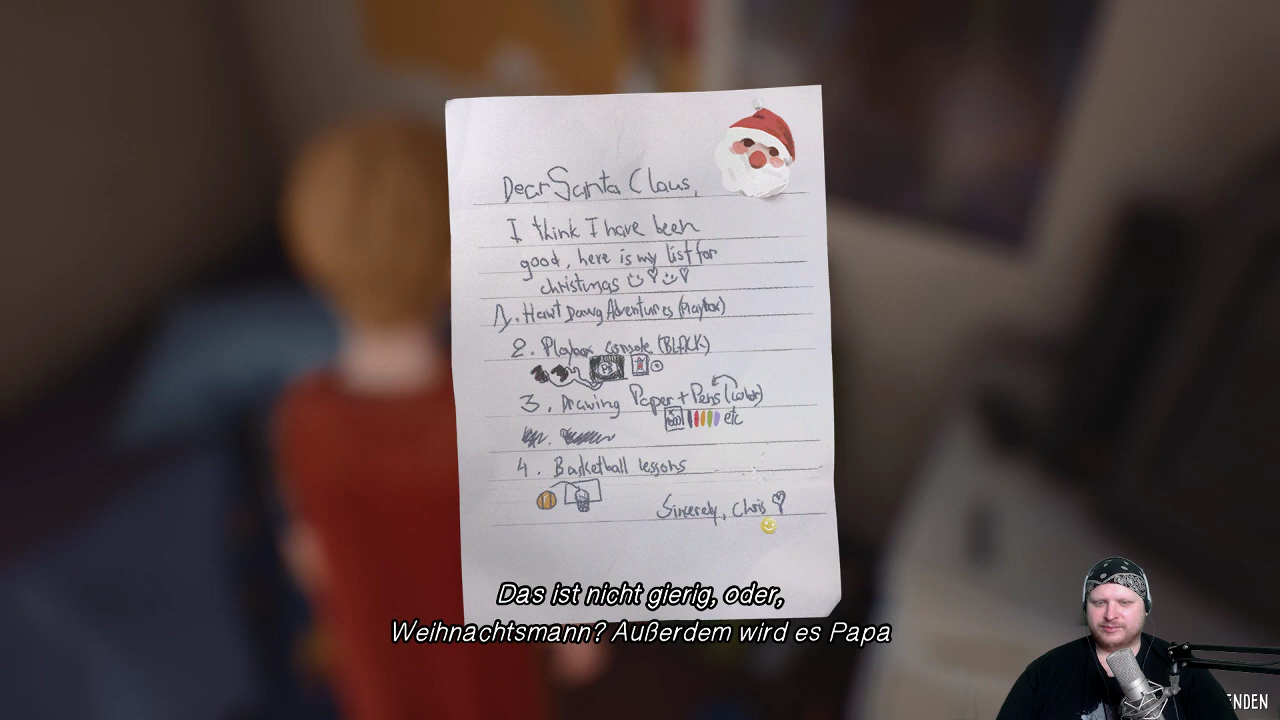 Dear Santa Claus,
I think I have been
good, here is my list for
christmas
1. Hawt Dawg Adventures (Playbox)
2. Playbox console (BLACK)
3. Drawing Paper + Pens (color)
etc
4. Basketball lessons
Sincerely, Chris
Das ist nicht gierig, oder,
Weihnachtsmann? Außerdem wird es Papa
ENDEN